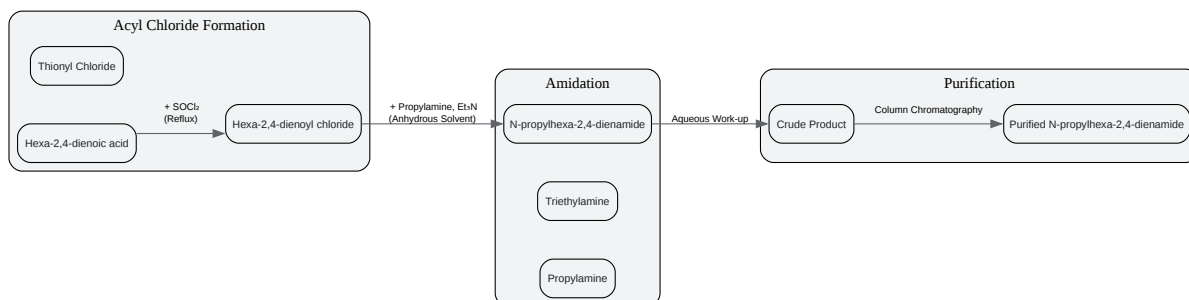 Acyl Chloride Formation
Thionyl Chloride
+ SOCl₂
(Reflux)
Hexa-2,4-dienoic acid
Hexa-2,4-dienoyl chloride
+ Propylamine, Et₃N
(Anhydrous Solvent)
Amidation
N-propylhexa-2,4-dienamide
Triethylamine
Propylamine
Aqueous Work-up
Purification
Crude Product
Column Chromatography
Purified N-propylhexa-2,4-dienamide